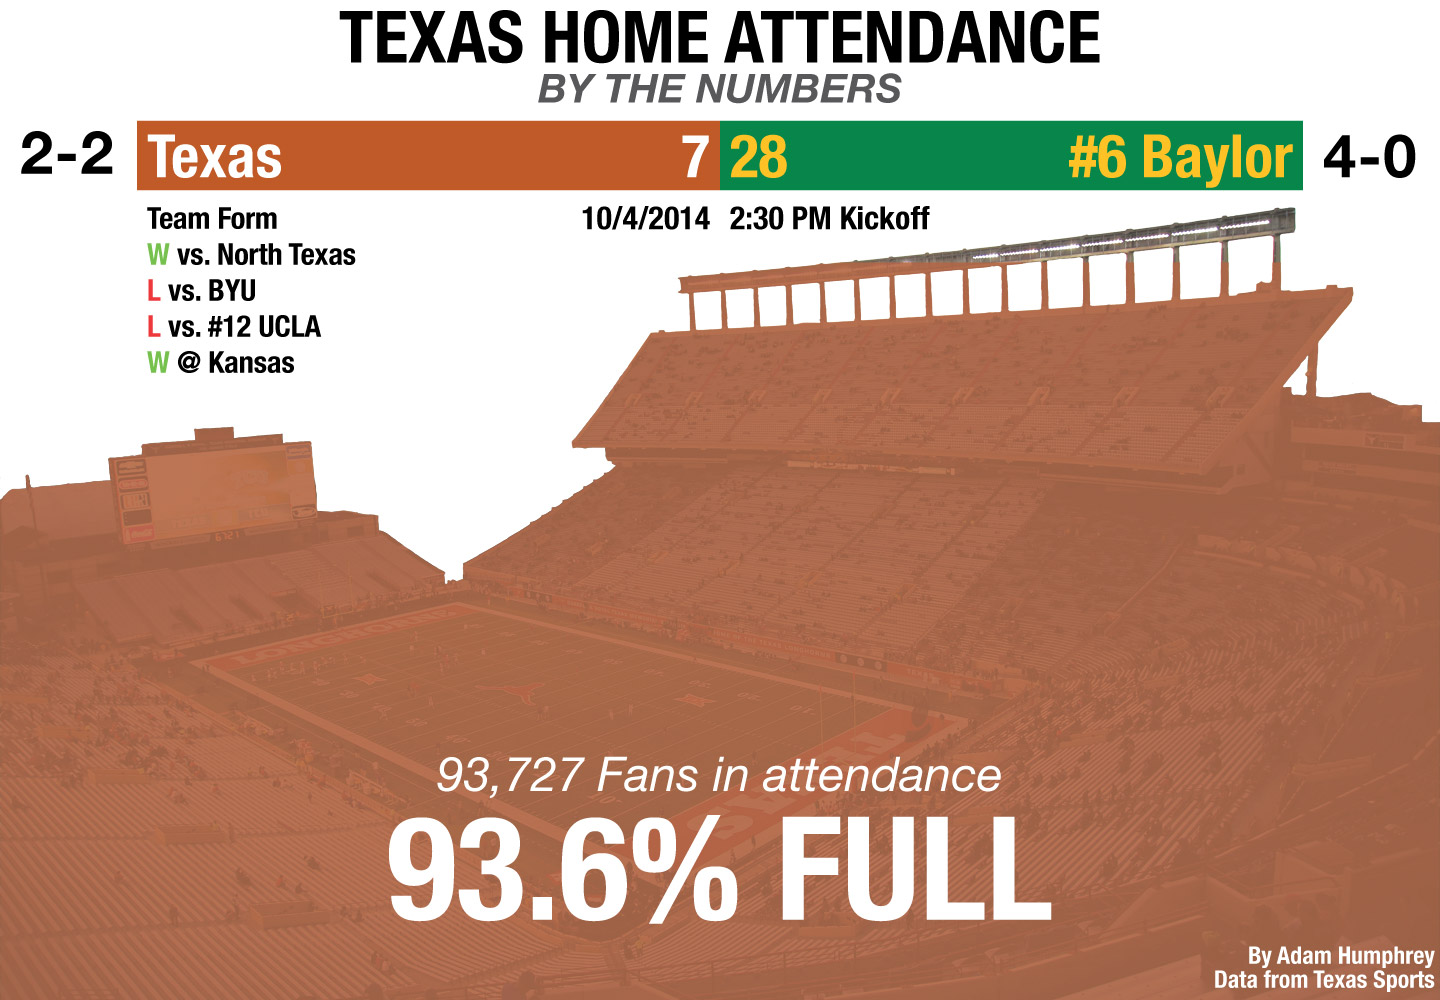 TEXAS HOME ATTENDANCE
BY THE NUMBERS
2-2 Texas 7 28 #6 Baylor 4-0
Team Form 10/4/2014 2:30 PM Kickoff
W vs. North Texas
L vs. BYU
L vs. #12 UCLA
W @ Kansas
LONGHORNS
TEXAS
93,727 Fans in attendance
93.6% FULL
By Adam Humphrey
Data from Texas Sports